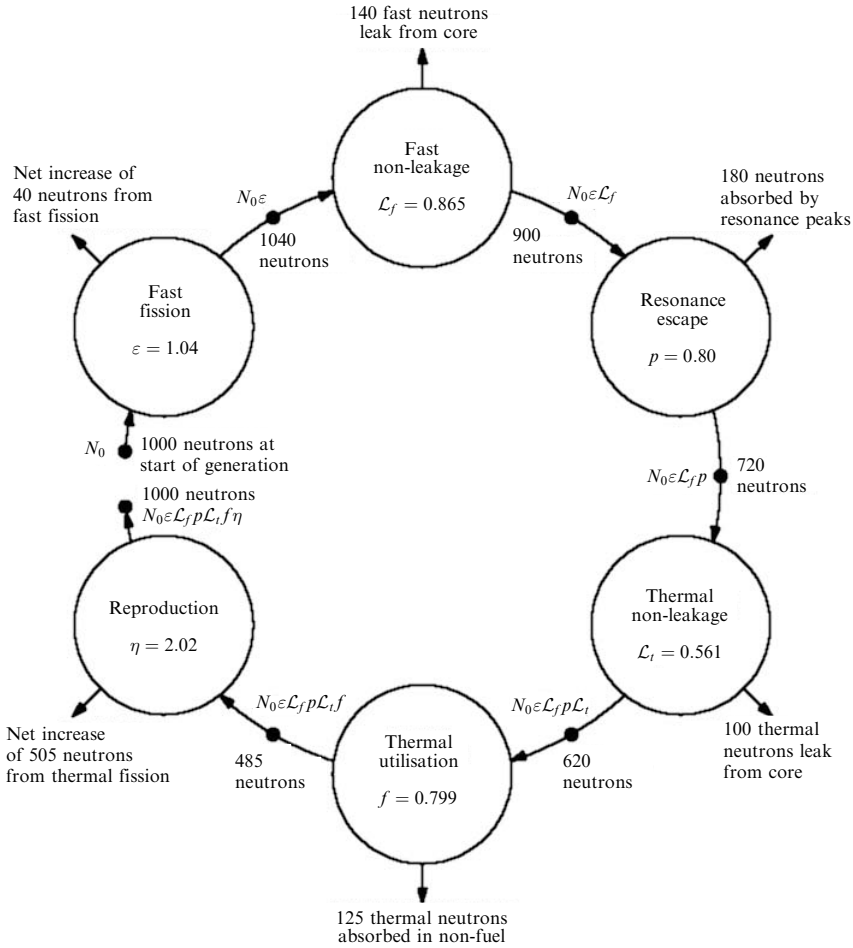 140 fast neutrons
leak from core
Fast
non-leakage
ℒf = 0.865
N0εℒf
900
neutrons
180 neutrons
absorbed by
resonance peaks
Resonance
escape
p = 0.80
N0εℒf p
720
neutrons
Thermal
non-leakage
ℒt = 0.561
100 thermal
neutrons leak
from core
N0εℒf pℒt
620
neutrons
Thermal
utilisation
f = 0.799
125 thermal neutrons
absorbed in non-fuel
N0εℒf pℒt f
485
neutrons
Reproduction
η = 2.02
Net increase
of 505 neutrons
from thermal fission
1000 neutrons
N0εℒf pℒt fη
N0
1000 neutrons at
start of generation
Fast
fission
ε = 1.04
Net increase of
40 neutrons from
fast fission
N0ε
1040
neutrons